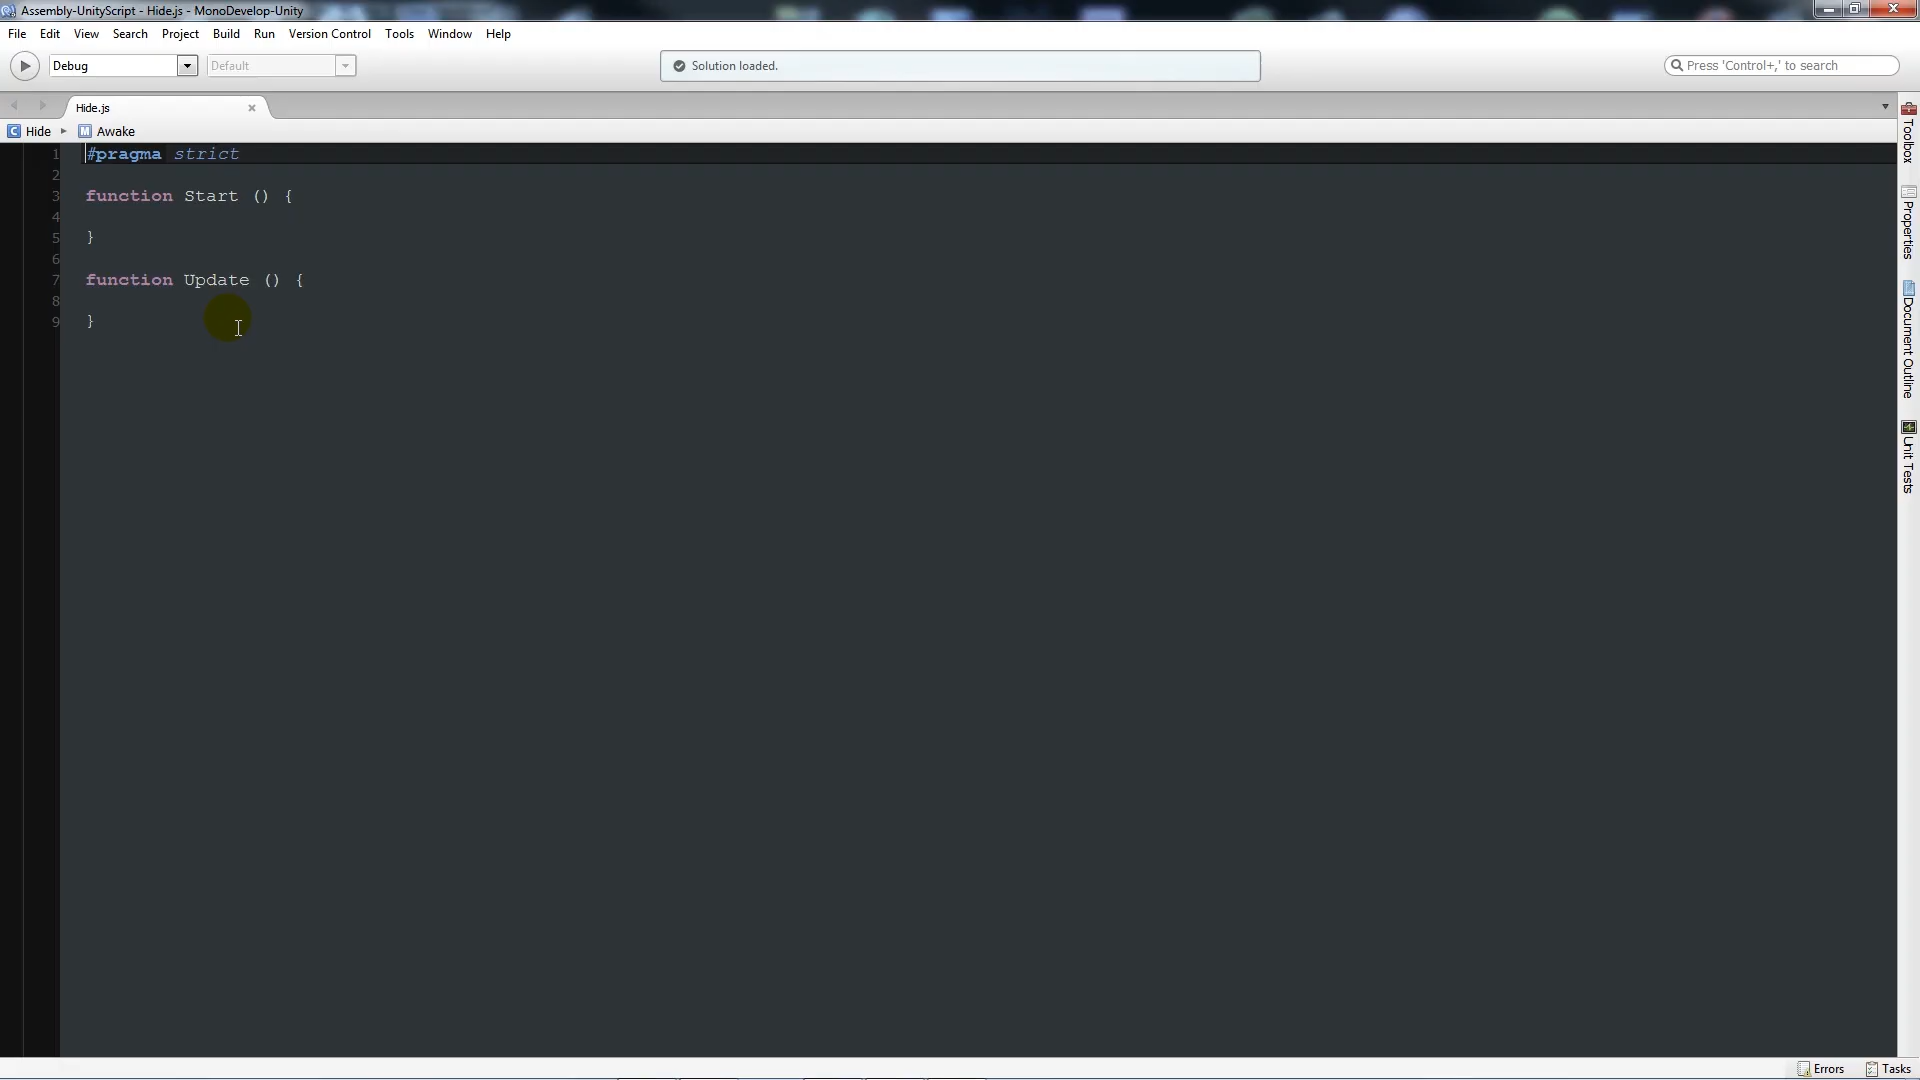 Assembly-UnityScript - Hide.js - MonoDevelop-Unity
File Edit View Search Project Build Run Version Control Tools Window Help
Debug Default Solution loaded. Press 'Control+,' to search
Hide.js
Hide Awake
1 #pragma strict
2
3 function Start () {
4
5 }
6
7 function Update () {
8
9 }
Toolbox
Properties
Document Outline
Unit Tests
Errors Tasks